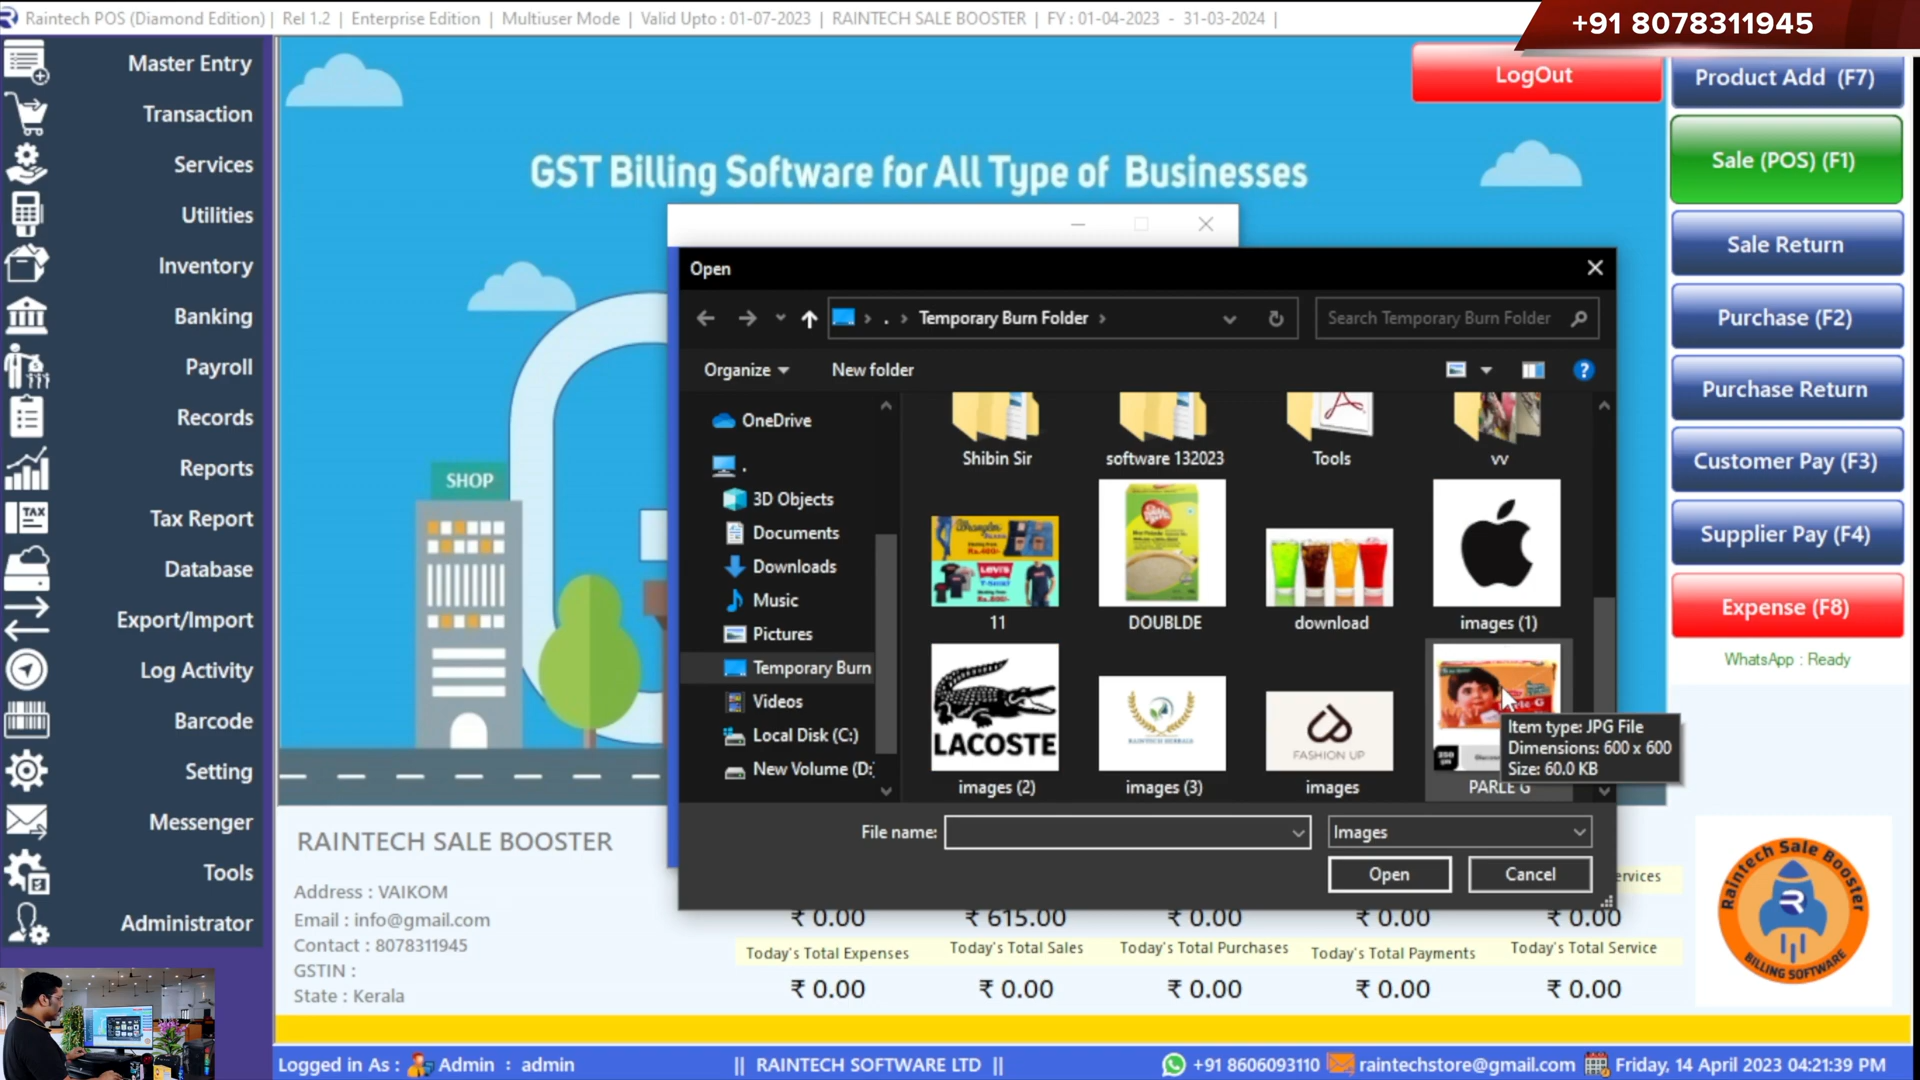 Raintech POS (Diamond Edition) | Rel 1.2 | Enterprise Edition | Multiuser Mode | Valid Upto : 01-07-2023 | RAINTECH SALE BOOSTER | FY : 01-04-2023 - 31-03-2024 |
+91 8078311945
Master Entry
Transaction
Services
Utilities
Inventory
Banking
Payroll
Records
Reports
TAX
Tax Report
Database
Export/Import
Log Activity
Barcode
Setting
Messenger
Tools
Administrator
LogOut
GST Billing Software for All Type of Businesses
SHOP
Product Add (F7)
Sale (POS) (F1)
Sale Return
Purchase (F2)
Purchase Return
Customer Pay (F3)
Supplier Pay (F4)
Expense (F8)
WhatsApp : Ready
Open
. > Temporary Burn Folder >
Search Temporary Burn Folder
Organize
New folder
?
OneDrive
.
3D Objects
Documents
Downloads
Music
Pictures
Temporary Burn
Videos
Local Disk (C:)
New Volume (D:
Shibin Sir
software 132023
Tools
vv
Wrangler
Rs.400/-
LEVI'S
T-SHIRT
Rs.800/-
11
DOUBLDE
download
images (1)
LACOSTE
images (2)
RAINTECH HERBALS
images (3)
FASHION UP
images
PARLE G
Item type: JPG File
Dimensions: 600 x 600
Size: 60.0 KB
File name:
Images
Open
Cancel
RAINTECH SALE BOOSTER
Address : VAIKOM
Email : info@gmail.com
Contact : 8078311945
GSTIN :
State : Kerala
ervices
₹ 0.00 ₹ 615.00 ₹ 0.00 ₹ 0.00 ₹ 0.00
Today's Total Expenses Today's Total Sales Today's Total Purchases Today's Total Payments Today's Total Service
₹ 0.00 ₹ 0.00 ₹ 0.00 ₹ 0.00 ₹ 0.00
Raintech Sale Booster
R
BILLING SOFTWARE
Logged in As : Admin : admin || RAINTECH SOFTWARE LTD || +91 8606093110 raintechstore@gmail.com Friday, 14 April 2023 04:21:39 PM